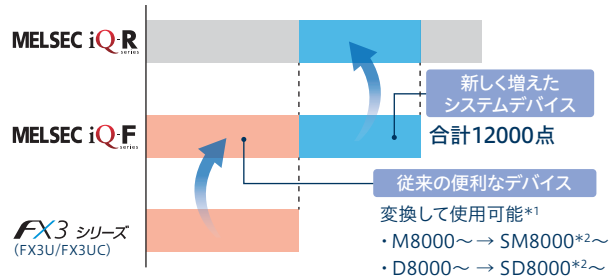 MELSEC iQ-R
series
新しく増えた
システムデバイス
MELSEC iQ-F
series
合計12000点
従来の便利なデバイス
FX3 シリーズ
(FX3U/FX3UC)
変換して使用可能*1
・M8000～→ SM8000*2～
・D8000～→ SD8000*2～